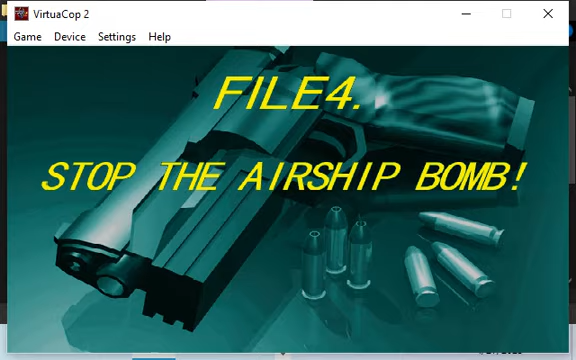 VirtuaCop 2
Game Device Settings Help
FILE4.
STOP THE AIRSHIP BOMB!